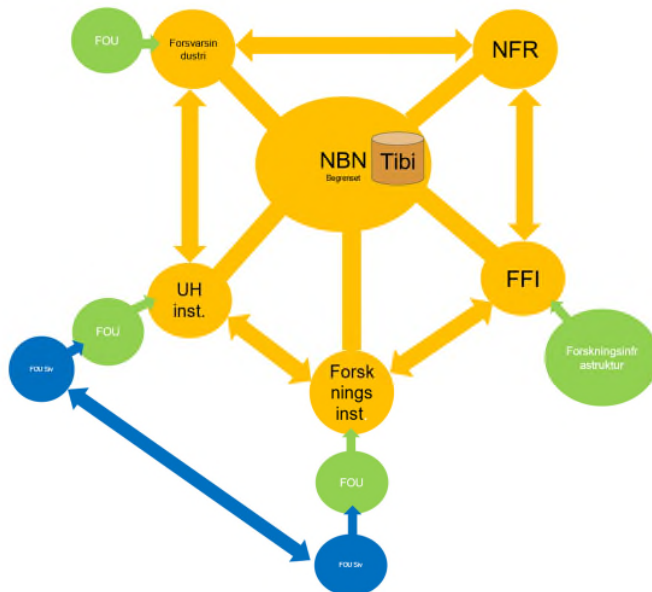 FOU
Forsvarsin
dustri
NFR
NBN
Begrenset
Tibi
UH
inst.
FFI
FOU
Forskningsinfr
astruktur
FOU Siv
Forsk
nings
inst.
FOU
FOU Siv